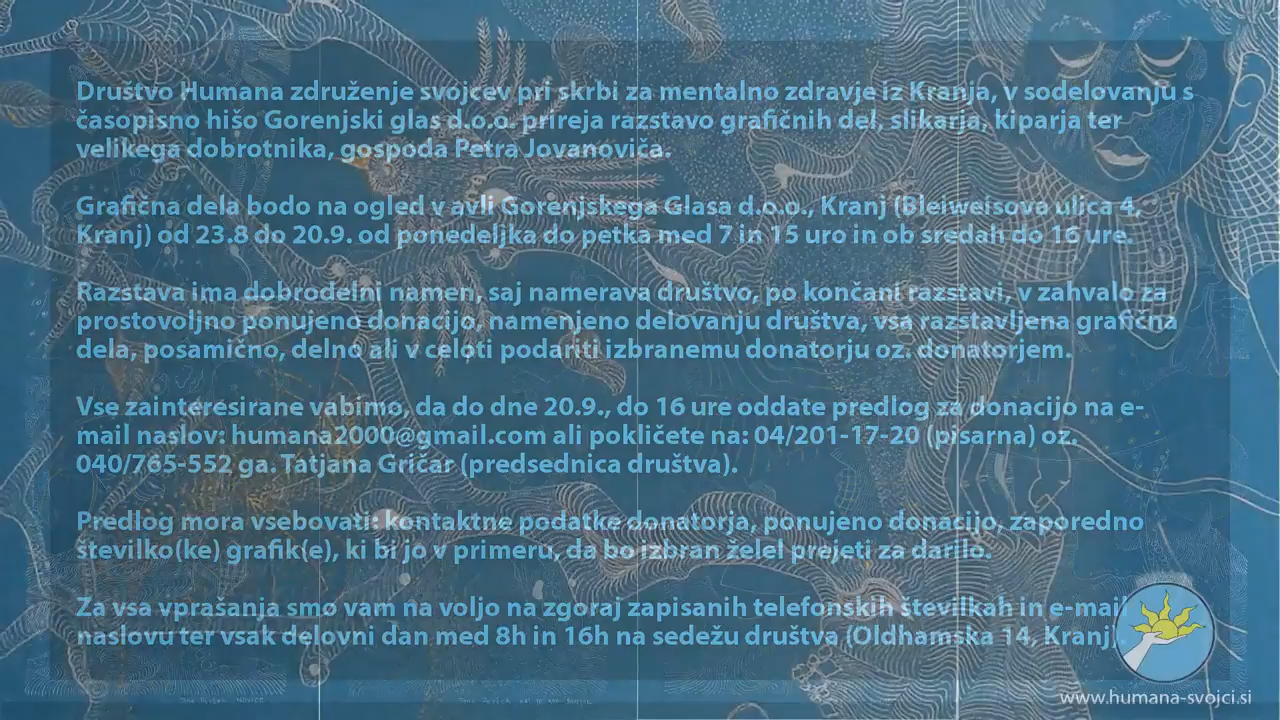 Društvo Humana združenje svojcev pri skrbi za mentalno zdravje iz Kranja, v sodelovanju s
časopisno hišo Gorenjski glas d.o.o. prireja razstavo grafičnih del, slikarja, kiparja ter
velikega dobrotnika, gospoda Petra Jovanoviča.
Grafična dela bodo na ogled v avli Gorenjskega Glasa d.o.o., Kranj (Bleiweisova ulica 4,
Kranj) od 23.8 do 20.9. od ponedeljka do petka med 7 in 15 uro in ob sredah do 16 ure.
Razstava ima dobrodelni namen, saj namerava društvo, po končani razstavi, v zahvalo za
prostovoljno ponujeno donacijo, namenjeno delovanju društva, vsa razstavljena grafična
dela, posamično, delno ali v celoti podariti izbranemu donatorju oz. donatorjem.
Vse zainteresirane vabimo, da do dne 20.9., do 16 ure oddate predlog za donacijo na e-
mail naslov: humana2000@gmail.com ali pokličete na: 04/201-17-20 (pisarna) oz.
040/765-552 ga. Tatjana Gričar (predsednica društva).
Predlog mora vsebovati: kontaktne podatke donatorja, ponujeno donacijo, zaporedno
številko(ke) grafik(e), ki bi jo v primeru, da bo izbran želel prejeti za darilo.
Za vsa vprašanja smo vam na voljo na zgoraj zapisanih telefonskih številkah in e-mail
naslovu ter vsak delovni dan med 8h in 16h na sedežu društva (Oldhamska 14, Kranj).
www.humana-svojci.si